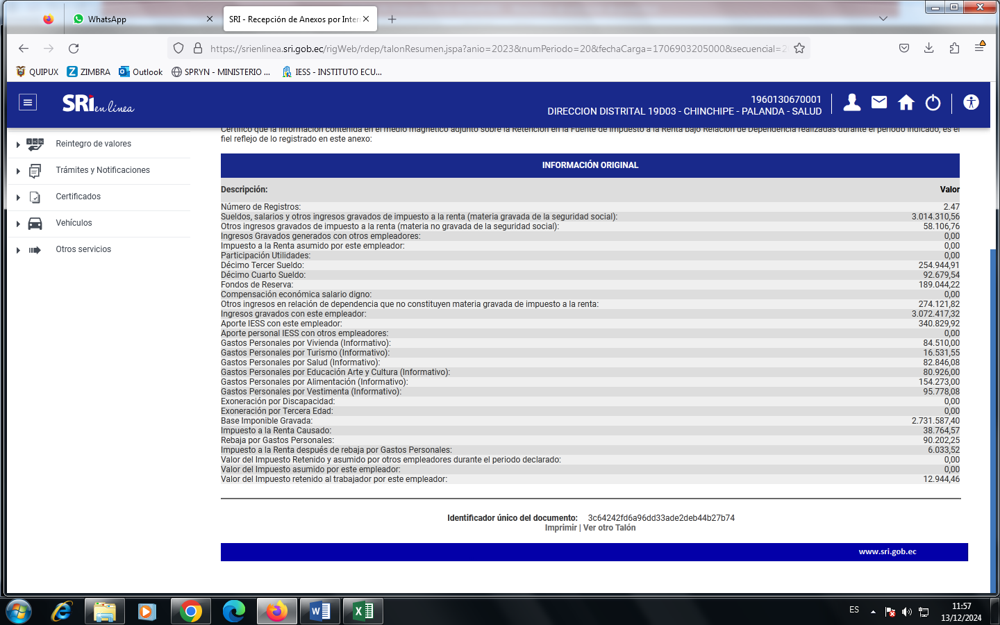 WhatsApp
SRI - Recepción de Anexos por Inter
https://srienlinea.sri.gob.ec/rigWeb/rdep/talonResumen.jspa?anio=2023&numPeriodo=20&fechaCarga=1706903205000&secuencial=2
QUIPUX
ZIMBRA
Outlook
SPRYN - MINISTERIO ...
IESS - INSTITUTO ECU...
SRi en línea
1960130670001
DIRECCION DISTRITAL 19D03 - CHINCHIPE - PALANDA - SALUD
Reintegro de valores
Trámites y Notificaciones
Certificados
Vehículos
Otros servicios
Certifico que la información contenida en el medio magnético adjunto sobre la Retención en la Fuente de Impuesto a la Renta bajo Relación de Dependencia realizadas durante el periodo indicado, es el
fiel reflejo de lo registrado en este anexo:
INFORMACIÓN ORIGINAL
Descripción: Valor
Número de Registros: 2.47
Sueldos, salarios y otros ingresos gravados de impuesto a la renta (materia gravada de la seguridad social): 3.014.310,56
Otros ingresos gravados de impuesto a la renta (materia no gravada de la seguridad social): 58.106,76
Ingresos Gravados generados con otros empleadores: 0,00
Impuesto a la Renta asumido por este empleador: 0,00
Participación Utilidades: 0,00
Décimo Tercer Sueldo: 254.944,91
Décimo Cuarto Sueldo: 92.679,54
Fondos de Reserva: 189.044,22
Compensación económica salario digno: 0,00
Otros ingresos en relación de dependencia que no constituyen materia gravada de impuesto a la renta: 274.121,82
Ingresos gravados con este empleador: 3.072.417,32
Aporte IESS con este empleador: 340.829,92
Aporte personal IESS con otros empleadores: 0,00
Gastos Personales por Vivienda (Informativo): 84.510,00
Gastos Personales por Turismo (Informativo): 16.531,55
Gastos Personales por Salud (Informativo): 82.846,08
Gastos Personales por Educación Arte y Cultura (Informativo): 80.926,00
Gastos Personales por Alimentación (Informativo): 154.273,00
Gastos Personales por Vestimenta (Informativo): 95.778,08
Exoneración por Discapacidad: 0,00
Exoneración por Tercera Edad: 0,00
Base Imponible Gravada: 2.731.587,40
Impuesto a la Renta Causado: 38.764,57
Rebaja por Gastos Personales: 90.202,25
Impuesto a la Renta después de rebaja por Gastos Personales: 6.033,52
Valor del Impuesto Retenido y asumido por otros empleadores durante el periodo declarado: 0,00
Valor del Impuesto asumido por este empleador: 0,00
Valor del Impuesto retenido al trabajador por este empleador: 12.944,46
Identificador único del documento: 3c64242fd6a96dd33ade2deb44b27b74
Imprimir | Ver otro Talón
www.sri.gob.ec
ES
11:57
13/12/2024